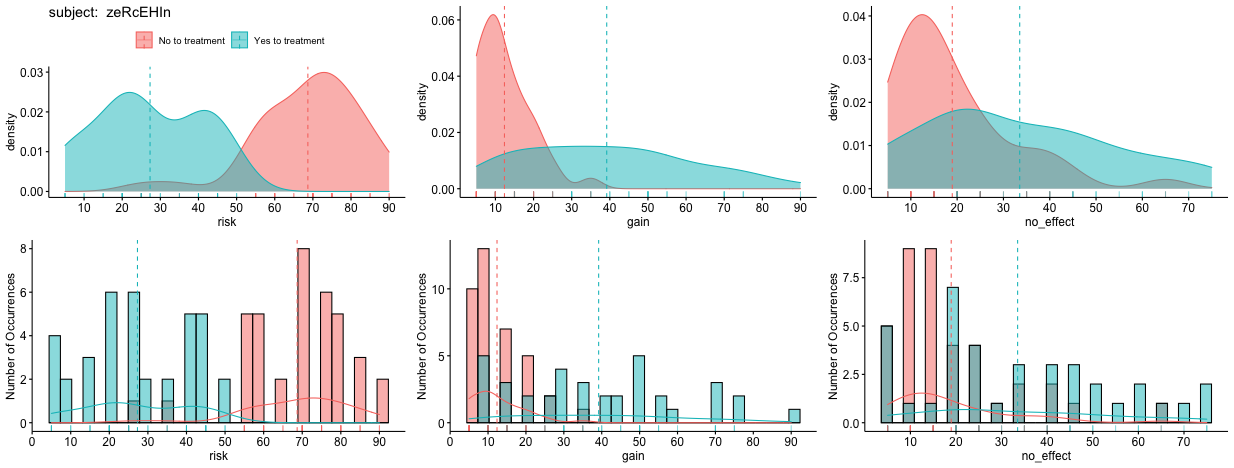 subject: zeRcEHIn
No to treatment Yes to treatment
density
0.03
0.02
0.01
0.00
10 20 30 40 50 60 70 80 90
risk
density
0.06
0.04
0.02
0.00
10 20 30 40 50 60 70 80 90
gain
density
0.04
0.03
0.02
0.01
0.00
10 20 30 40 50 60 70
no_effect
Number of Occurrences
8
6
4
2
0
0 10 20 30 40 50 60 70 80 90
risk
Number of Occurrences
10
5
0
0 10 20 30 40 50 60 70 80 90
gain
Number of Occurrences
7.5
5.0
2.5
0.0
10 20 30 40 50 60 70
no_effect